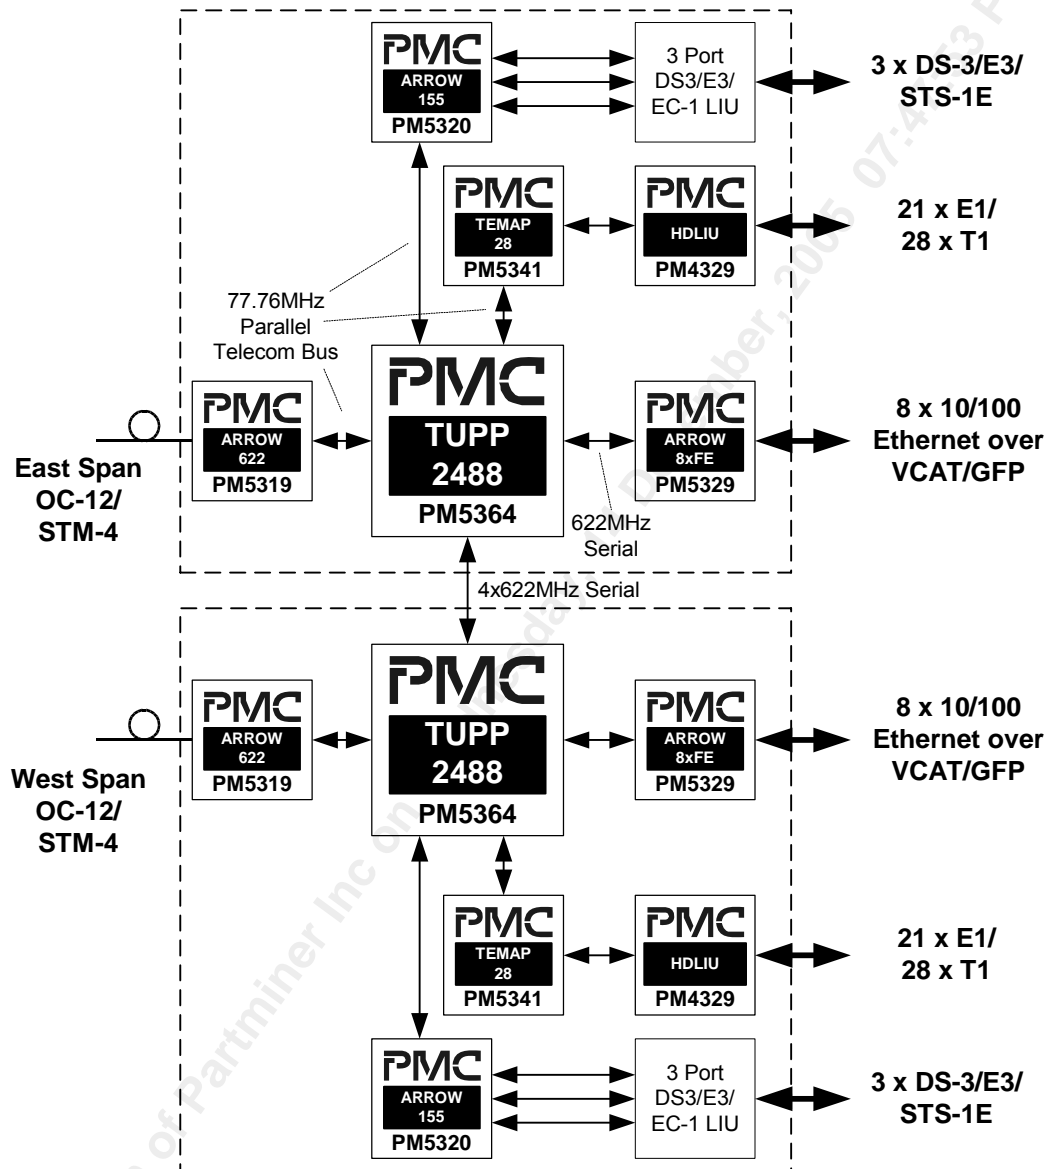 PMC
ARROW
155
PM5320
3 Port
DS3/E3/
EC-1 LIU
3 x DS-3/E3/
STS-1E
PMC
TEMAP
28
PM5341
PMC
HDLIU
PM4329
21 x E1/
28 x T1
77.76MHz
Parallel
Telecom Bus
East Span
OC-12/
STM-4
PMC
ARROW
622
PM5319
PMC
TUPP
2488
PM5364
PMC
ARROW
8xFE
PM5329
8 x 10/100
Ethernet over
VCAT/GFP
622MHz
Serial
4x622MHz Serial
West Span
OC-12/
STM-4
PMC
ARROW
622
PM5319
PMC
TUPP
2488
PM5364
PMC
ARROW
8xFE
PM5329
8 x 10/100
Ethernet over
VCAT/GFP
PMC
TEMAP
28
PM5341
PMC
HDLIU
PM4329
21 x E1/
28 x T1
PMC
ARROW
155
PM5320
3 Port
DS3/E3/
EC-1 LIU
3 x DS-3/E3/
STS-1E
of Partminer Inc on